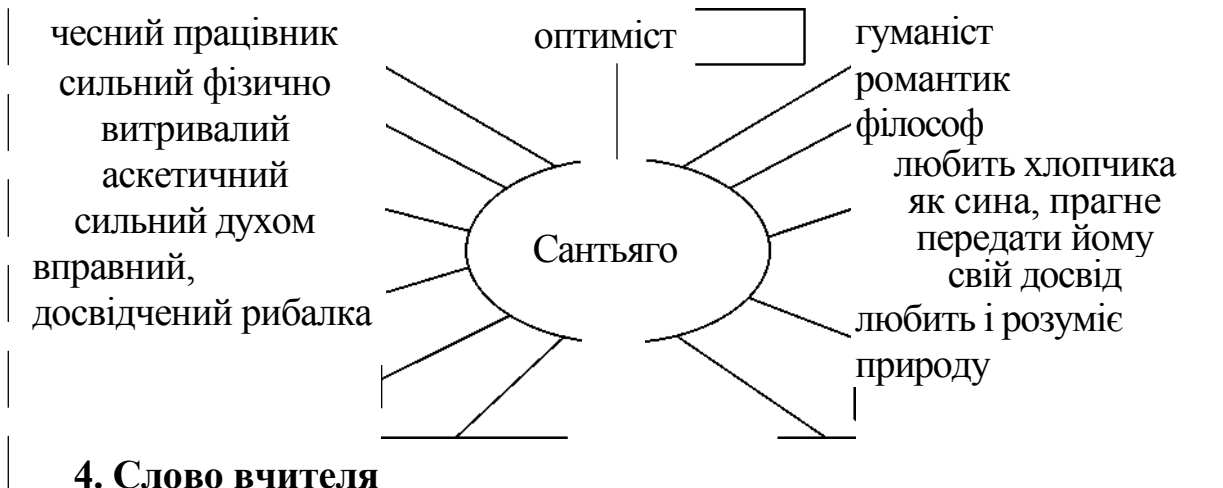 чесний працівник
сильний фізично
витривалий
аскетичний
сильний духом
вправний,
досвідчений рибалка
оптиміст
Сантьяго
гуманіст
романтик
філософ
любить хлопчика
як сина, прагне
передати йому
свій досвід
любить і розуміє
природу
4. Слово вчителя